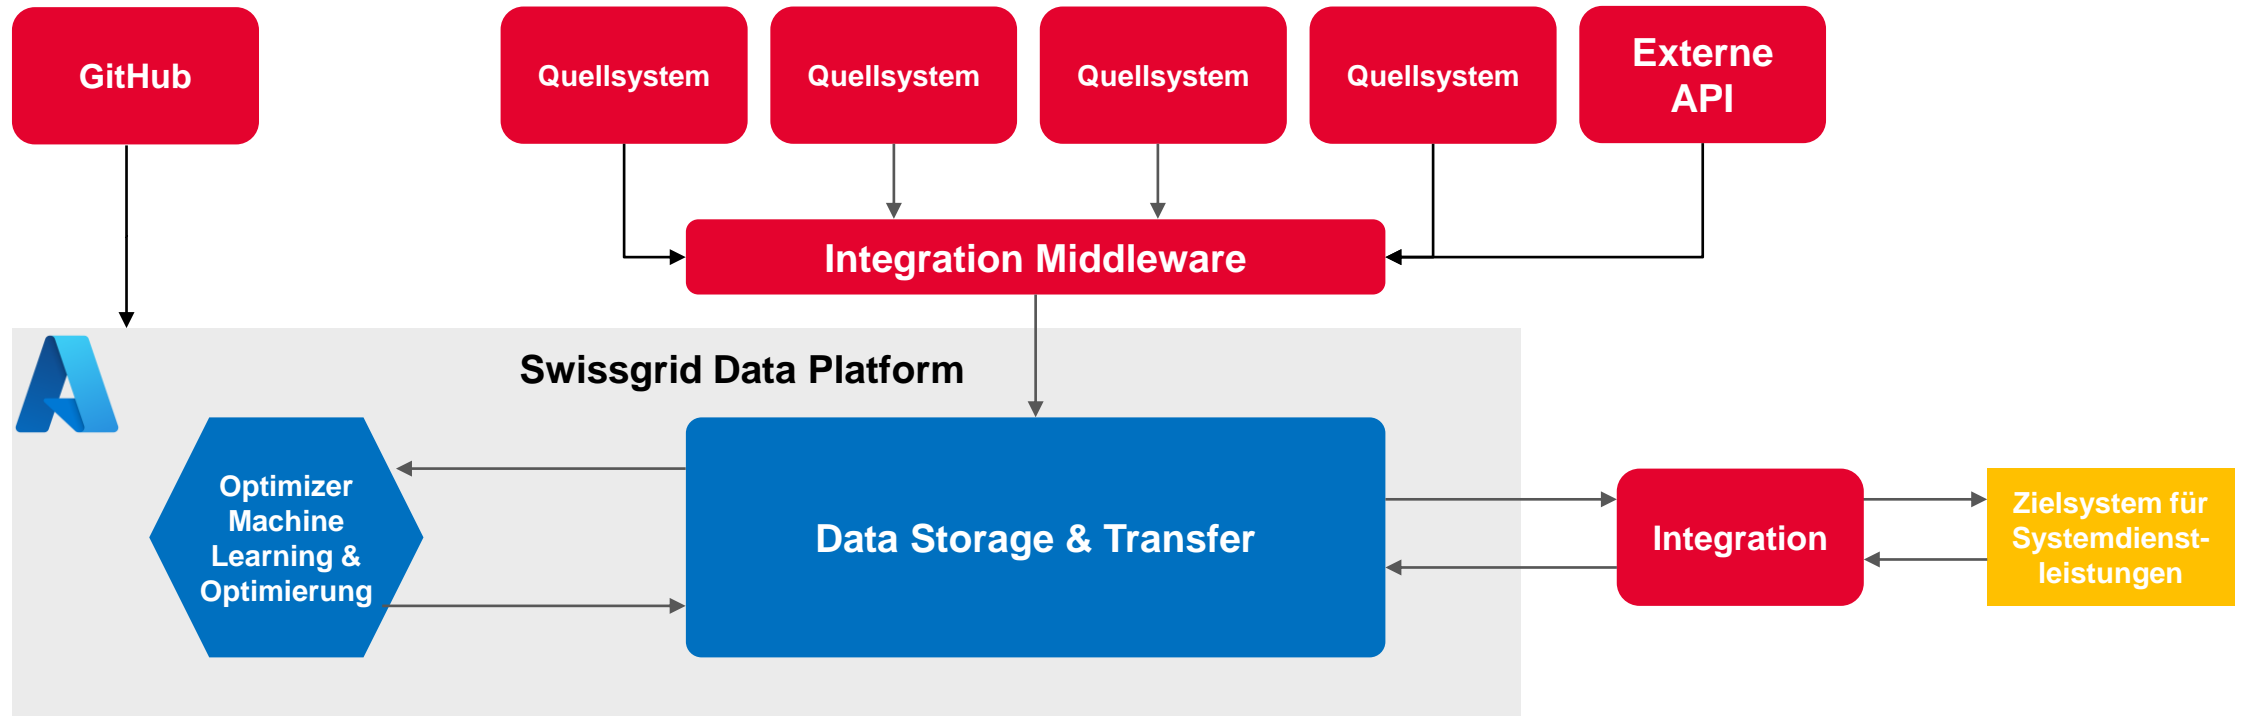 GitHub
Quellsystem
Quellsystem
Quellsystem
Quellsystem
Externe
API
Integration Middleware
Swissgrid Data Platform
Optimizer
Machine
Learning &
Optimierung
Data Storage & Transfer
Integration
Zielsystem für
Systemdienst-
leistungen